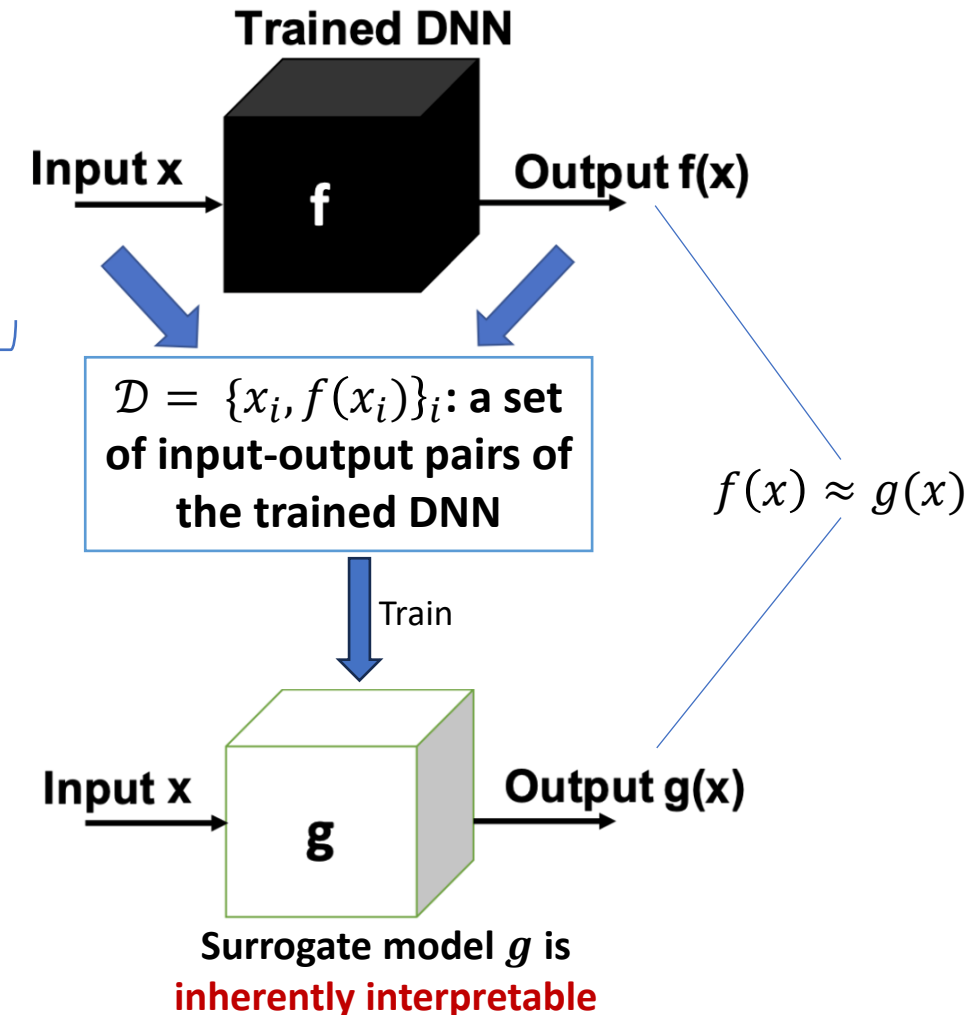 Trained DNN
Input x
f
Output f(x)
𝒟 = {xᵢ, f(xᵢ)}ᵢ: a set
of input-output pairs of
the trained DNN
f(x) ≈ g(x)
Train
Input x
g
Output g(x)
Surrogate model g is
inherently interpretable